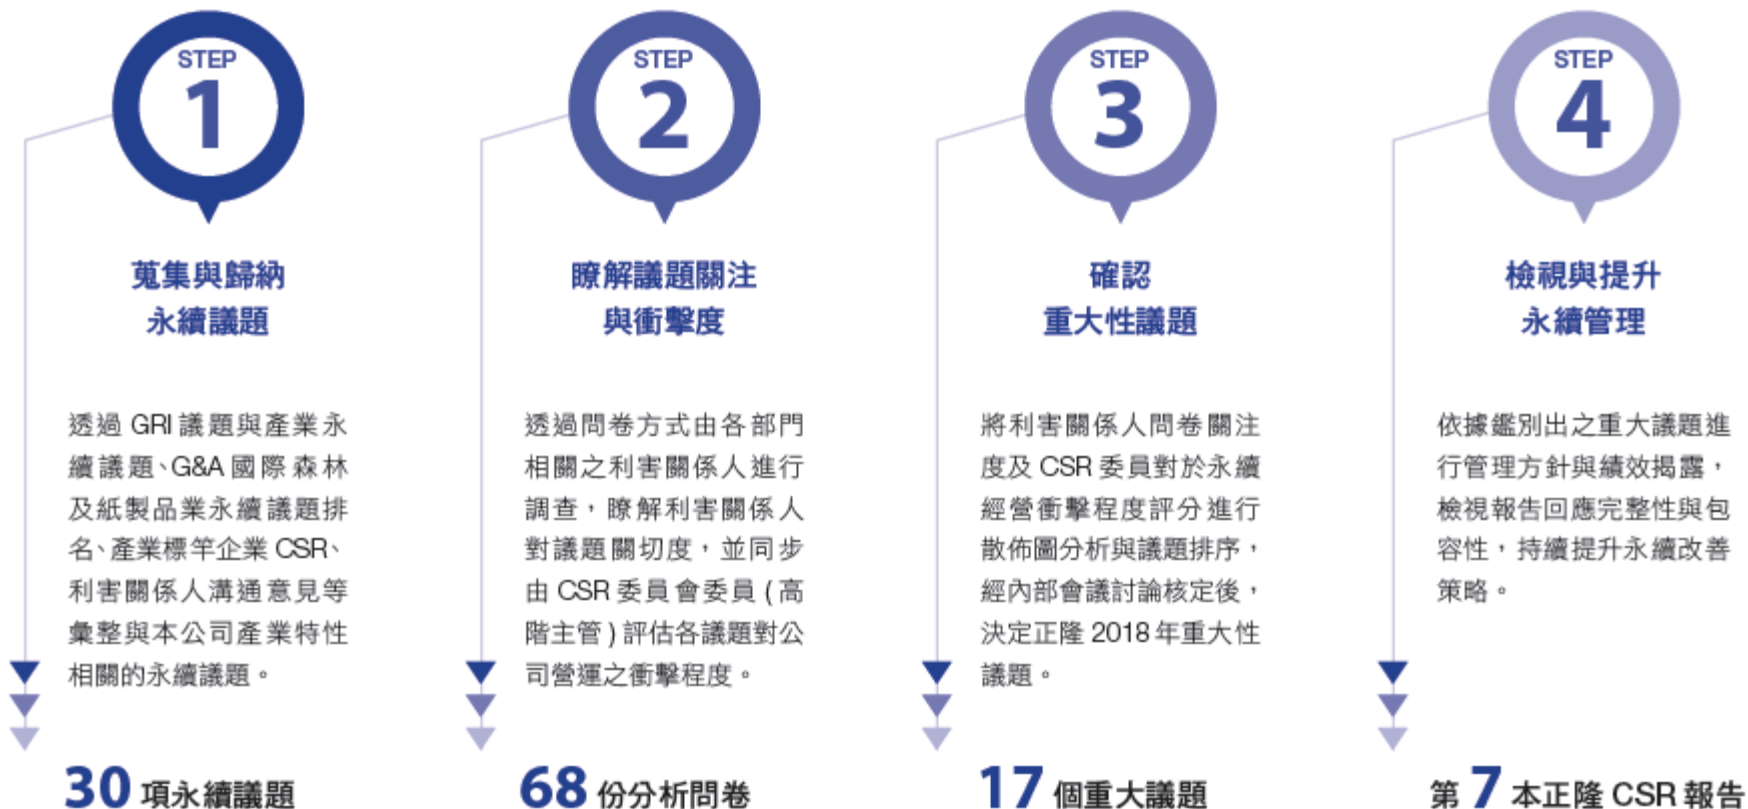 STEP
1
蒐集與歸納
永續議題
透過 GRI 議題與產業永
續議題、G&A 國際森林
及紙製品業永續議題排
名、產業標竿企業 CSR、
利害關係人溝通意見等
彙整與本公司產業特性
相關的永續議題。
30 項永續議題
STEP
2
瞭解議題關注
與衝擊度
透過問卷方式由各部門
相關之利害關係人進行
調查,瞭解利害關係人
對議題關切度,並同步
由 CSR 委員會委員 ( 高
階主管 ) 評估各議題對公
司營運之衝擊程度。
68 份分析問卷
STEP
3
確認
重大性議題
將利害關係人問卷關注
度及 CSR 委員對於永續
經營衝擊程度評分進行
散佈圖分析與議題排序,
經內部會議討論核定後,
決定正隆 2018 年重大性
議題。
17 個重大議題
STEP
4
檢視與提升
永續管理
依據鑑別出之重大議題進
行管理方針與績效揭露,
檢視報告回應完整性與包
容性,持續提升永續改善
策略。
第 7 本正隆 CSR 報告